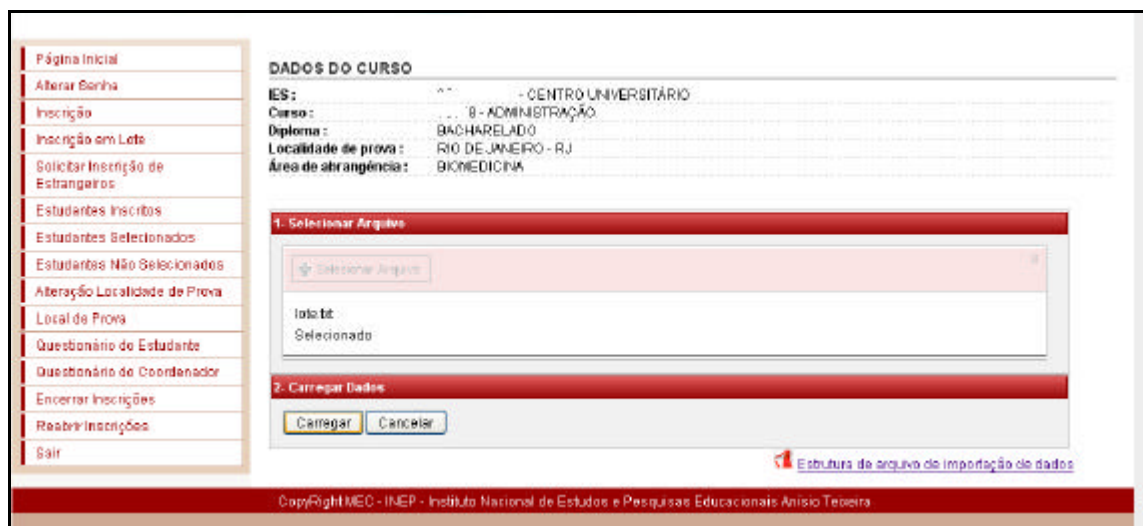 Página Inicial
Alterar Senha
Inscrição
Inscrição em Lote
Solicitar Inscrição de
Estrangeiros
Estudantes Inscritos
Estudantes Selecionados
Estudantes Não Selecionados
Alteração Localidade de Prova
Local de Prova
Questionário do Estudante
Questionário do Coordenador
Encerrar Inscrições
Reabrir Inscrições
Sair
DADOS DO CURSO
IES : - CENTRO UNIVERSITÁRIO
Curso : - ADMINISTRAÇÃO
Diploma : BACHARELADO
Localidade de prova : RIO DE JANEIRO - RJ
Área de abrangência : BIOMEDICINA
1- Selecionar Arquivo
Selecionar Arquivo
lote.txt
Selecionado
2- Carregar Dados
Carregar Cancelar
Estrutura de arquivo de importação de dados
CopyRight MEC - INEP - Instituto Nacional de Estudos e Pesquisas Educacionais Anísio Teixeira